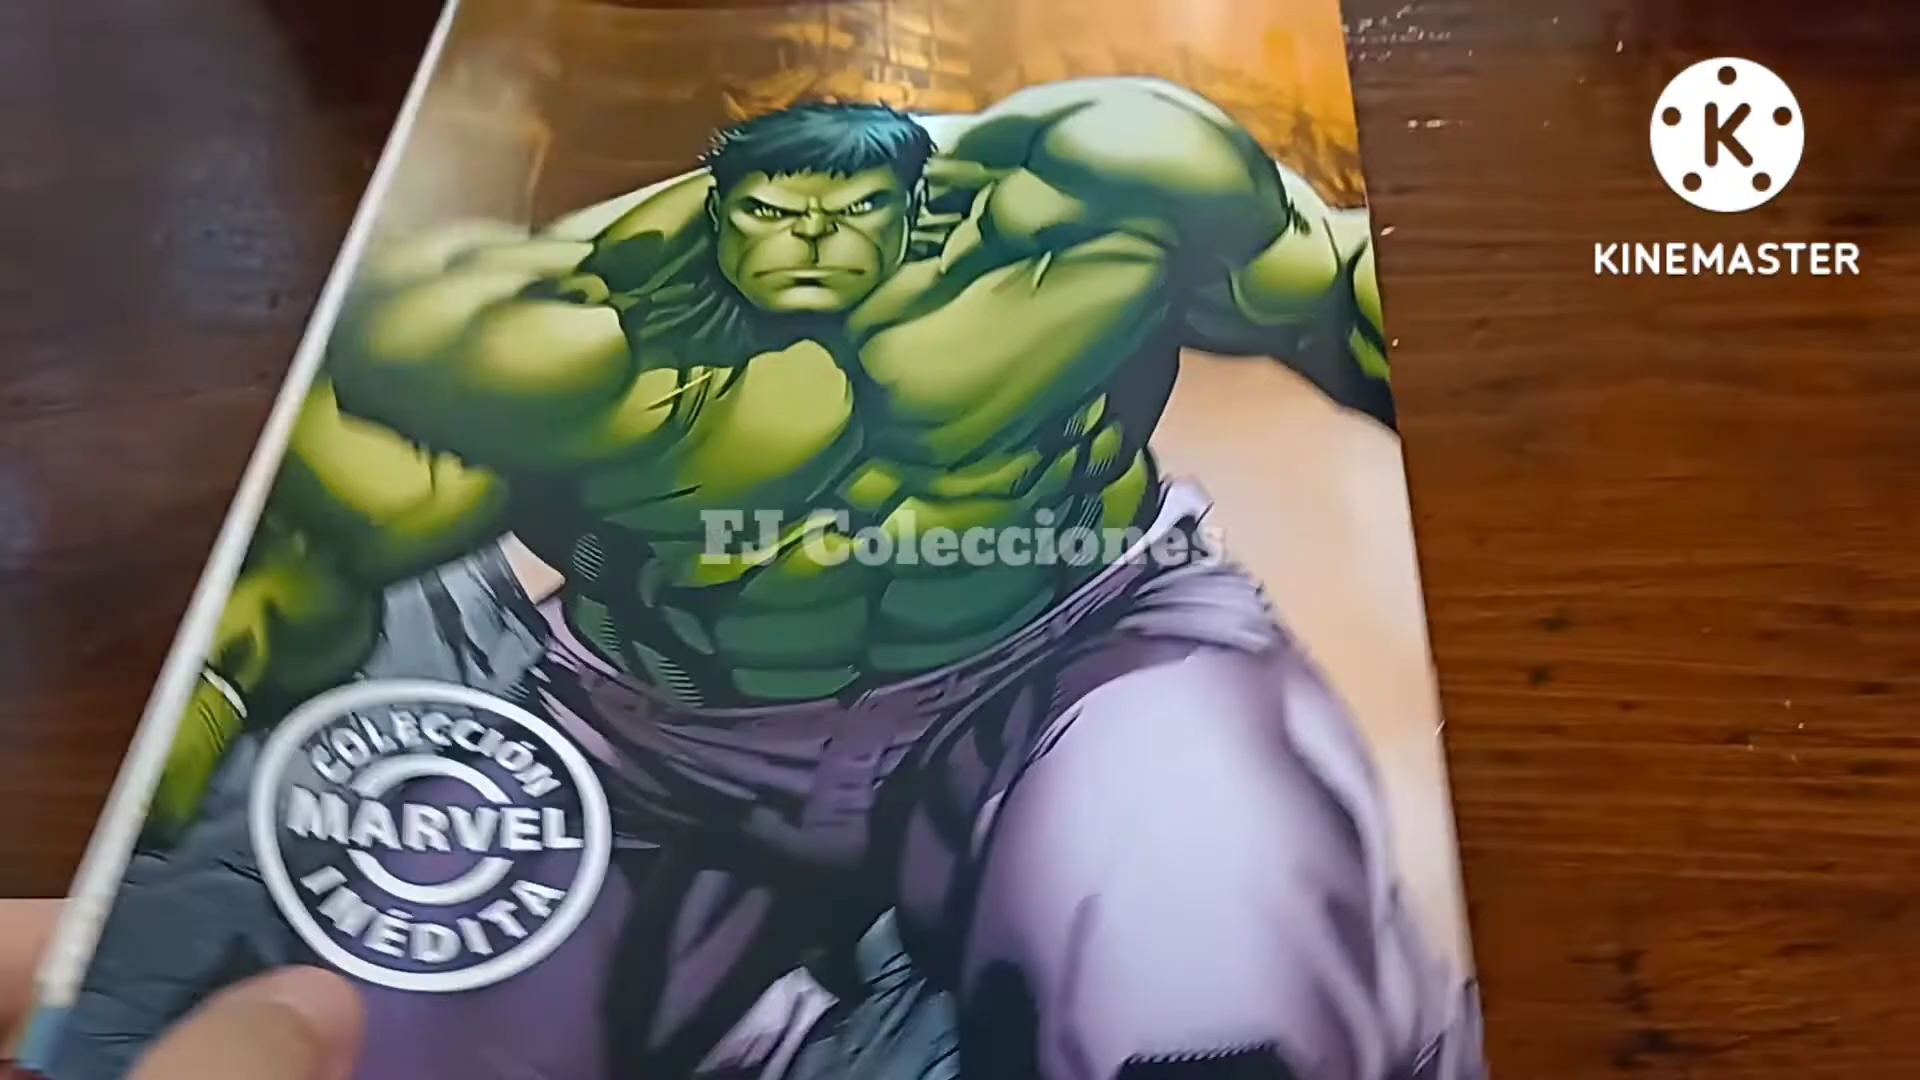 K
KINEMASTER
FJ Colecciones
COLECCIÓN
MARVEL
INÉDITA